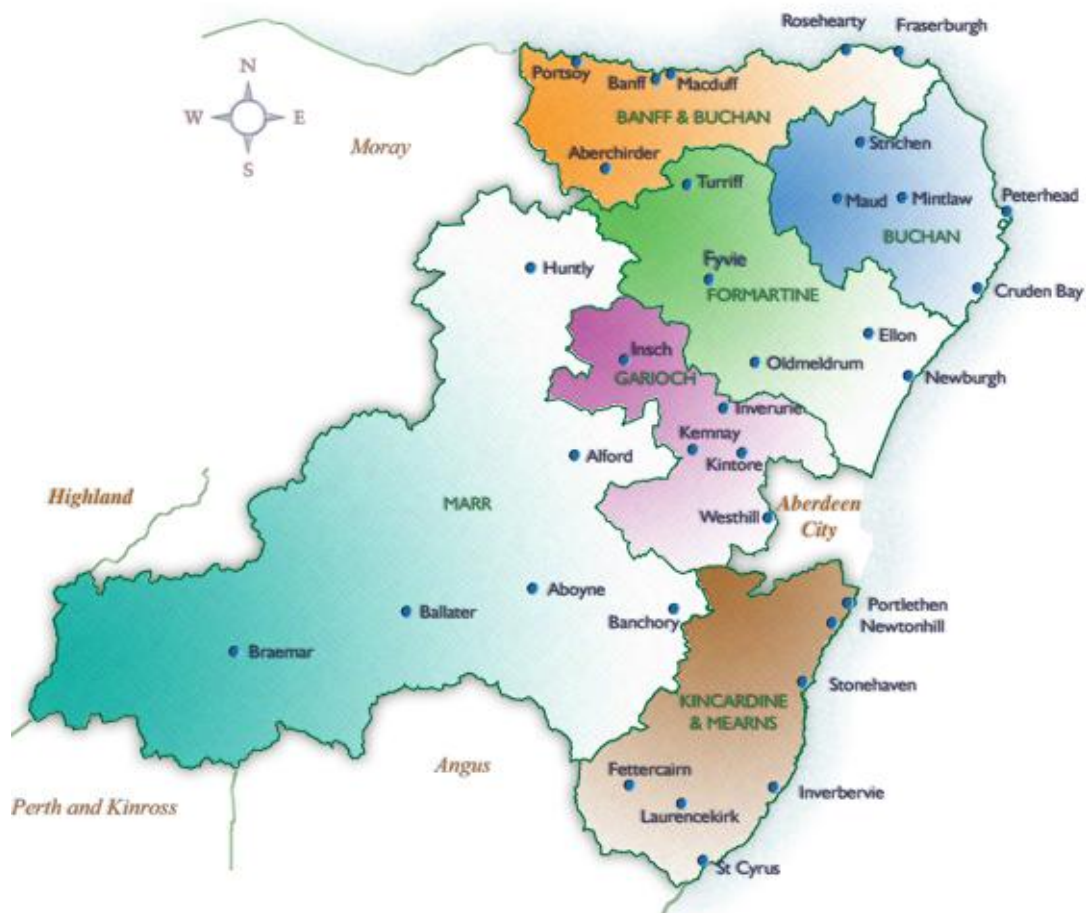 Rosehearty
Fraserburgh
Portsoy
Banff
Macduff
BANFF & BUCHAN
N
W
E
S
Moray
Strichen
Aberchirder
Turriff
Maud
Mintlaw
Peterhead
BUCHAN
Huntly
Fyvie
FORMARTINE
Cruden Bay
Ellon
Insch
Oldmeldrum
GARIOCH
Newburgh
Inverurie
Kemnay
Alford
Kintore
Highland
MARR
Westhill
Aberdeen
City
Aboyne
Ballater
Banchory
Portlethen
Newtonhill
Braemar
Stonehaven
KINCARDINE
& MEARNS
Angus
Fettercairn
Inverbervie
Perth and Kinross
Laurencekirk
St Cyrus